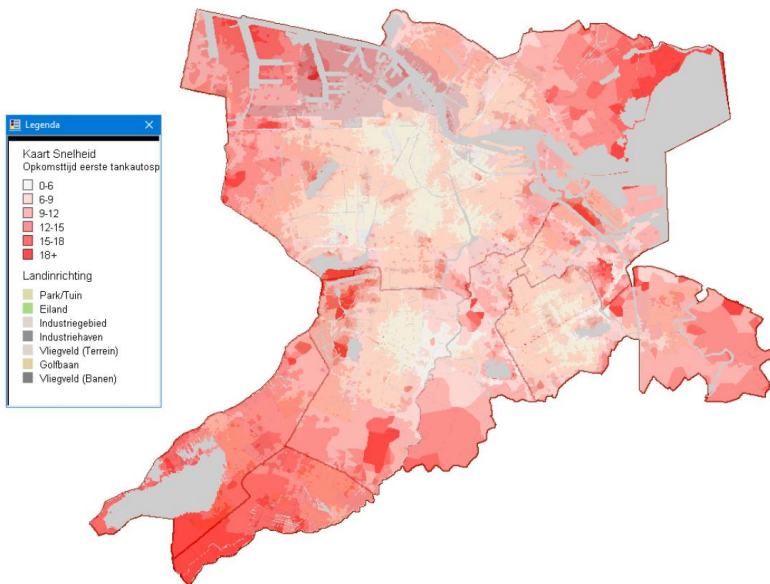 Legenda
Kaart Snelheid
Opkomsttijd eerste tankautosp
0-6
6-9
9-12
12-15
15-18
18+
Landinrichting
Park/Tuin
Eiland
Industriegebied
Industriehaven
Vliegveld (Terrein)
Golfbaan
Vliegveld (Banen)